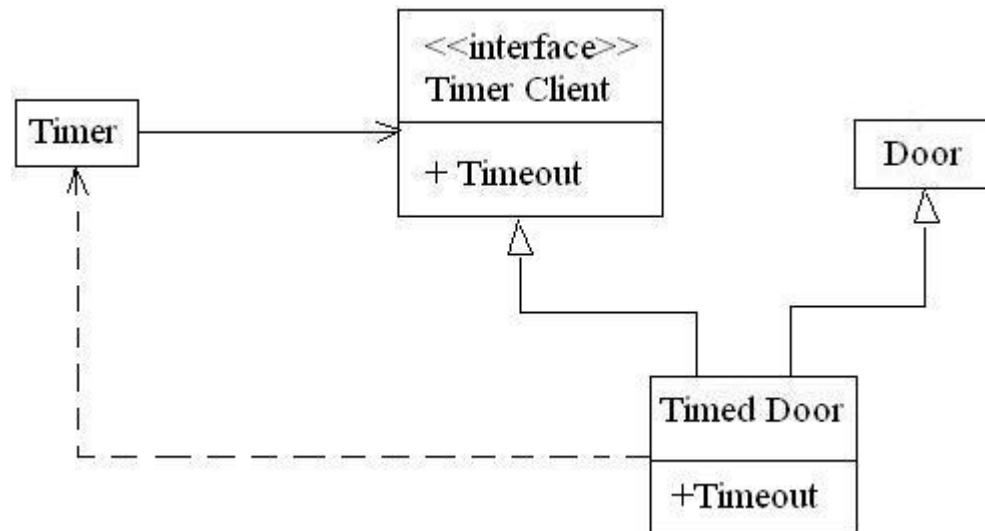 <<interface>>
Timer Client
Timer
+ Timeout
Door
Timed Door
+Timeout